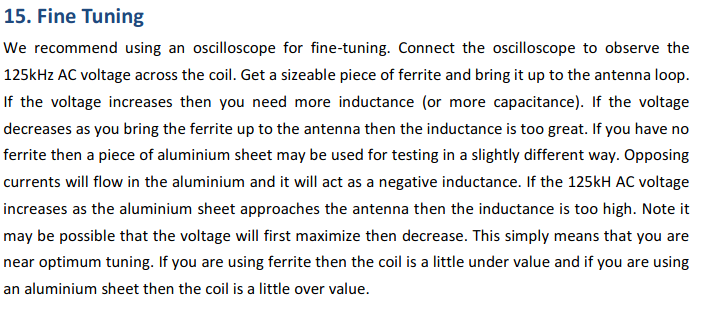 15. Fine Tuning
We recommend using an oscilloscope for fine-tuning. Connect the oscilloscope to observe the
125kHz AC voltage across the coil. Get a sizeable piece of ferrite and bring it up to the antenna loop.
If the voltage increases then you need more inductance (or more capacitance). If the voltage
decreases as you bring the ferrite up to the antenna then the inductance is too great. If you have no
ferrite then a piece of aluminium sheet may be used for testing in a slightly different way. Opposing
currents will flow in the aluminium and it will act as a negative inductance. If the 125kH AC voltage
increases as the aluminium sheet approaches the antenna then the inductance is too high. Note it
may be possible that the voltage will first maximize then decrease. This simply means that you are
near optimum tuning. If you are using ferrite then the coil is a little under value and if you are using
an aluminium sheet then the coil is a little over value.